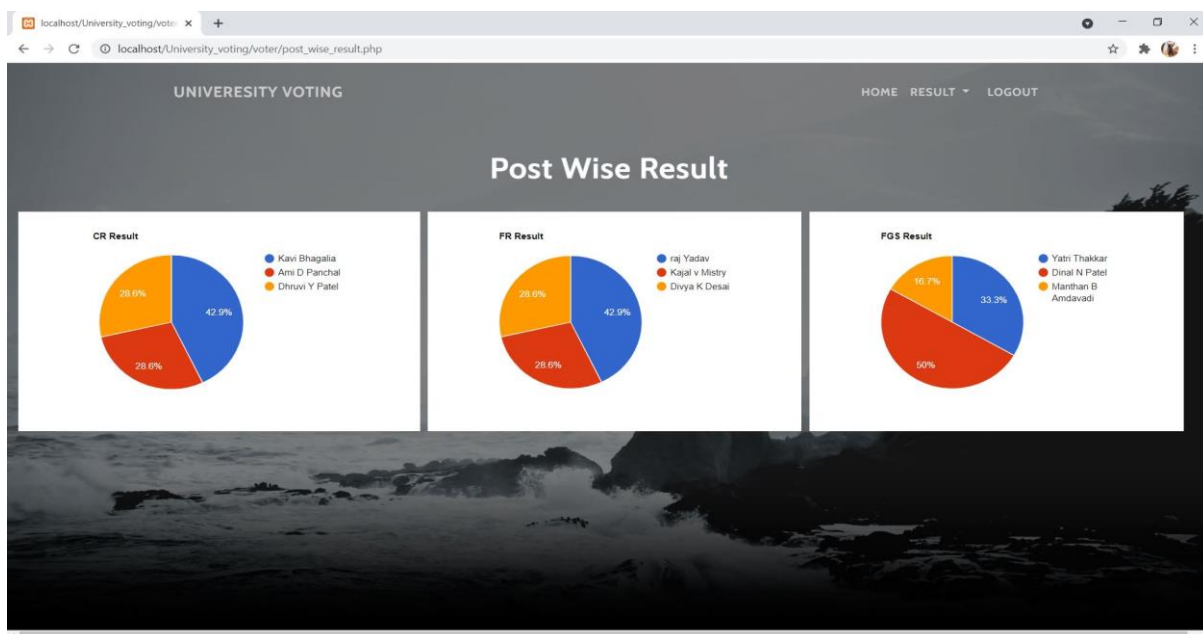 localhost/University_voting/vote
localhost/University_voting/voter/post_wise_result.php
UNIVERESITY VOTING
HOME RESULT LOGOUT
Post Wise Result
CR Result
Kavi Bhagalia
Ami D Panchal
Dhruvi Y Patel
28.6%
42.9%
28.6%
FR Result
raj Yadav
Kajal v Mistry
Divya K Desai
28.6%
42.9%
28.6%
FGS Result
Yatri Thakkar
Dinal N Patel
Manthan B
Amdavadi
16.7%
33.3%
50%